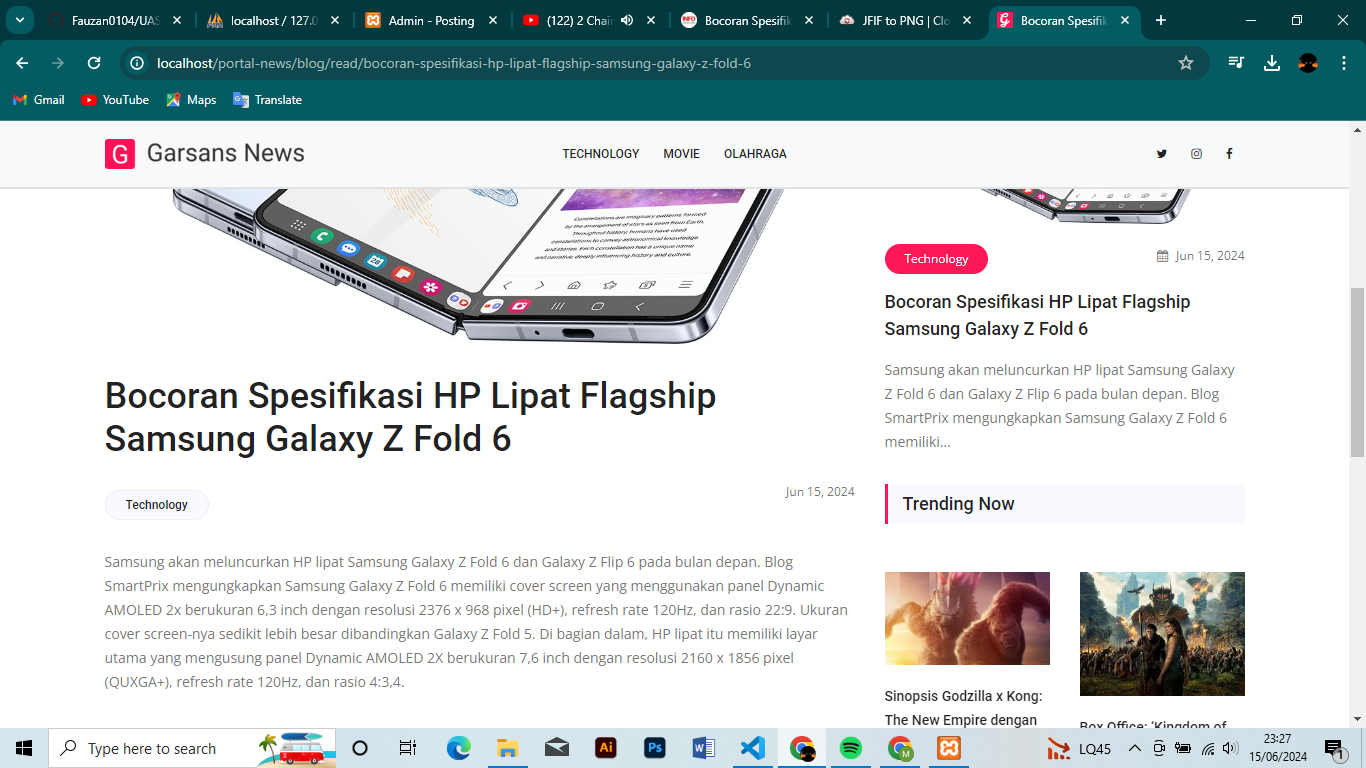 Fauzan0104/UAS
localhost / 127.0
Admin - Posting
(122) 2 Chair
Bocoran Spesifik
JFIF to PNG | Clo
Bocoran Spesifik
localhost/portal-news/blog/read/bocoran-spesifikasi-hp-lipat-flagship-samsung-galaxy-z-fold-6
Gmail
YouTube
Maps
Translate
G Garsans News
TECHNOLOGY
MOVIE
OLAHRAGA
Constellations are imaginary patterns formed
by the arrangement of stars as seen from Earth.
Throughout history, humans have used
constellations to convey astronomical knowledge
and stories. Each constellation has a unique name
and narrative, deeply influencing history and culture.
Bocoran Spesifikasi HP Lipat Flagship
Samsung Galaxy Z Fold 6
Technology
Jun 15, 2024
Samsung akan meluncurkan HP lipat Samsung Galaxy Z Fold 6 dan Galaxy Z Flip 6 pada bulan depan. Blog
SmartPrix mengungkapkan Samsung Galaxy Z Fold 6 memiliki cover screen yang menggunakan panel Dynamic
AMOLED 2x berukuran 6,3 inch dengan resolusi 2376 x 968 pixel (HD+), refresh rate 120Hz, dan rasio 22:9. Ukuran
cover screen-nya sedikit lebih besar dibandingkan Galaxy Z Fold 5. Di bagian dalam, HP lipat itu memiliki layar
utama yang mengusung panel Dynamic AMOLED 2X berukuran 7,6 inch dengan resolusi 2160 x 1856 pixel
(QUXGA+), refresh rate 120Hz, dan rasio 4:3,4.
Technology
Jun 15, 2024
Bocoran Spesifikasi HP Lipat Flagship
Samsung Galaxy Z Fold 6
Samsung akan meluncurkan HP lipat Samsung Galaxy
Z Fold 6 dan Galaxy Z Flip 6 pada bulan depan. Blog
SmartPrix mengungkapkan Samsung Galaxy Z Fold 6
memiliki...
Trending Now
Sinopsis Godzilla x Kong:
The New Empire dengan
Box Office: ‘Kingdom of
Type here to search
LQ45
23:27
15/06/2024
1